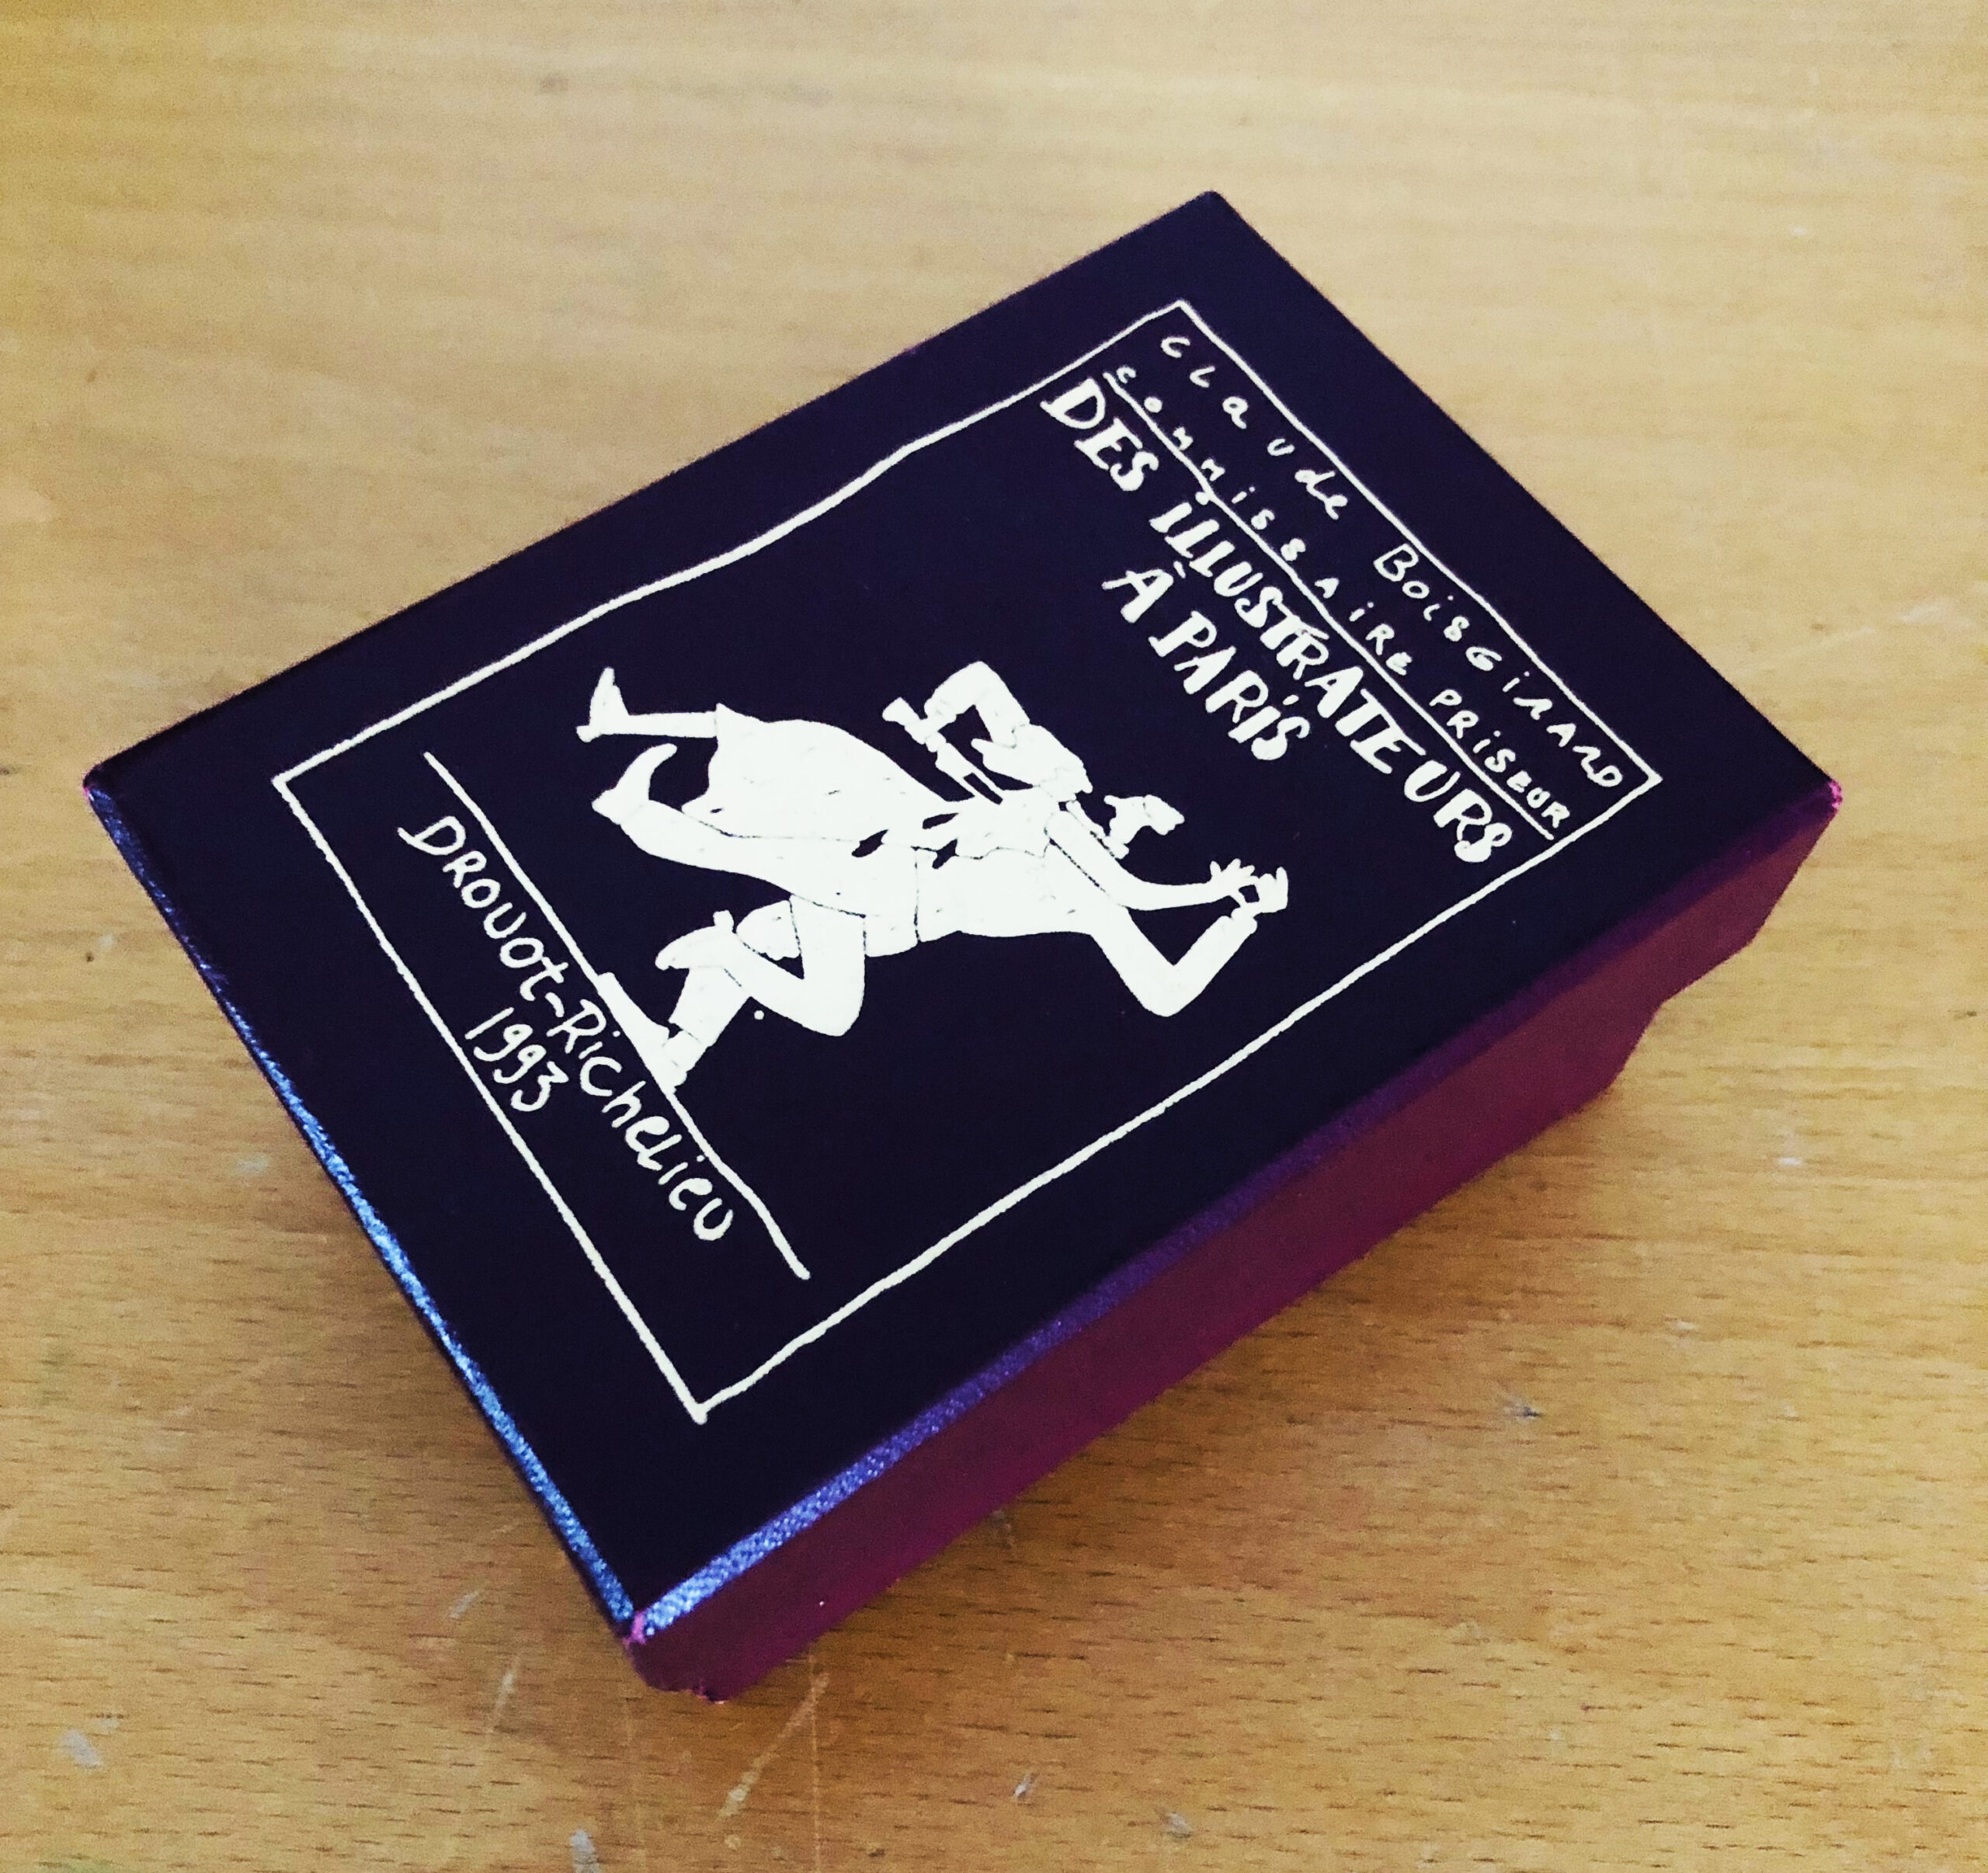 Claude Boisgirard
commissaire priseur
DES ILLUSTRATEURS
À PARIS
Drouot-Richelieu
1993